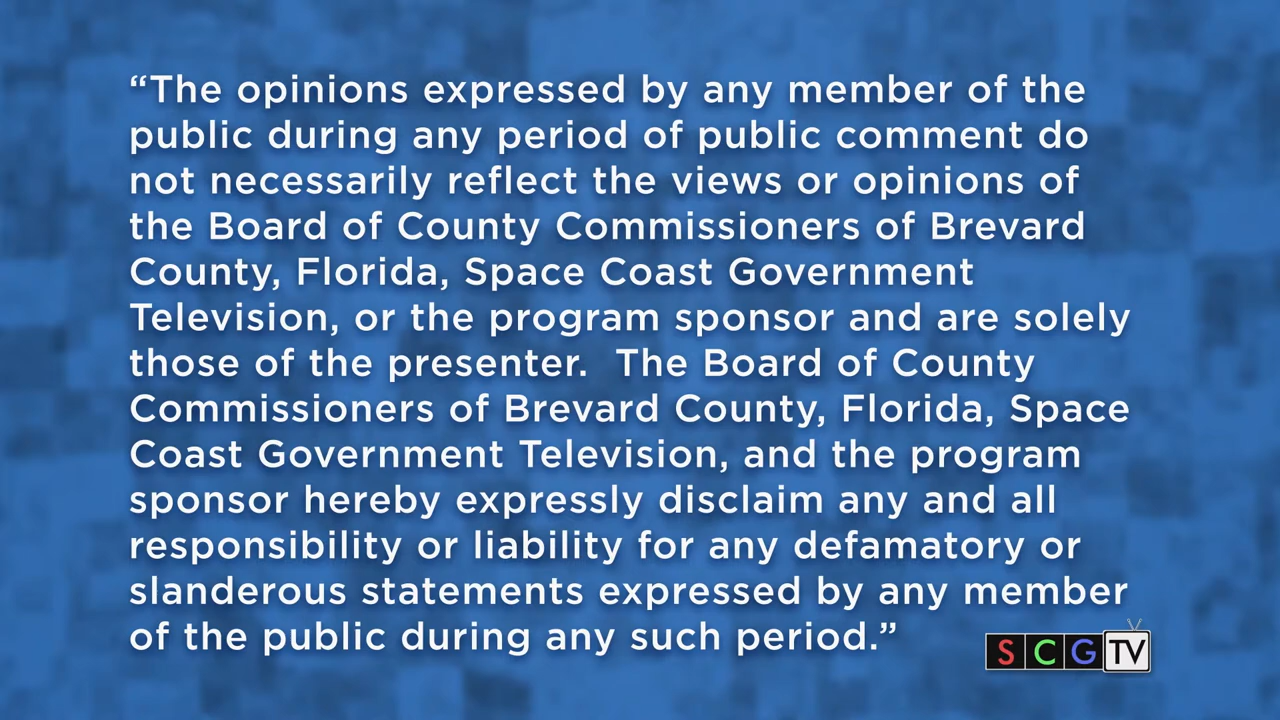 “The opinions expressed by any member of the
public during any period of public comment do
not necessarily reflect the views or opinions of
the Board of County Commissioners of Brevard
County, Florida, Space Coast Government
Television, or the program sponsor and are solely
those of the presenter.  The Board of County
Commissioners of Brevard County, Florida, Space
Coast Government Television, and the program
sponsor hereby expressly disclaim any and all
responsibility or liability for any defamatory or
slanderous statements expressed by any member
of the public during any such period.”
SCGTV